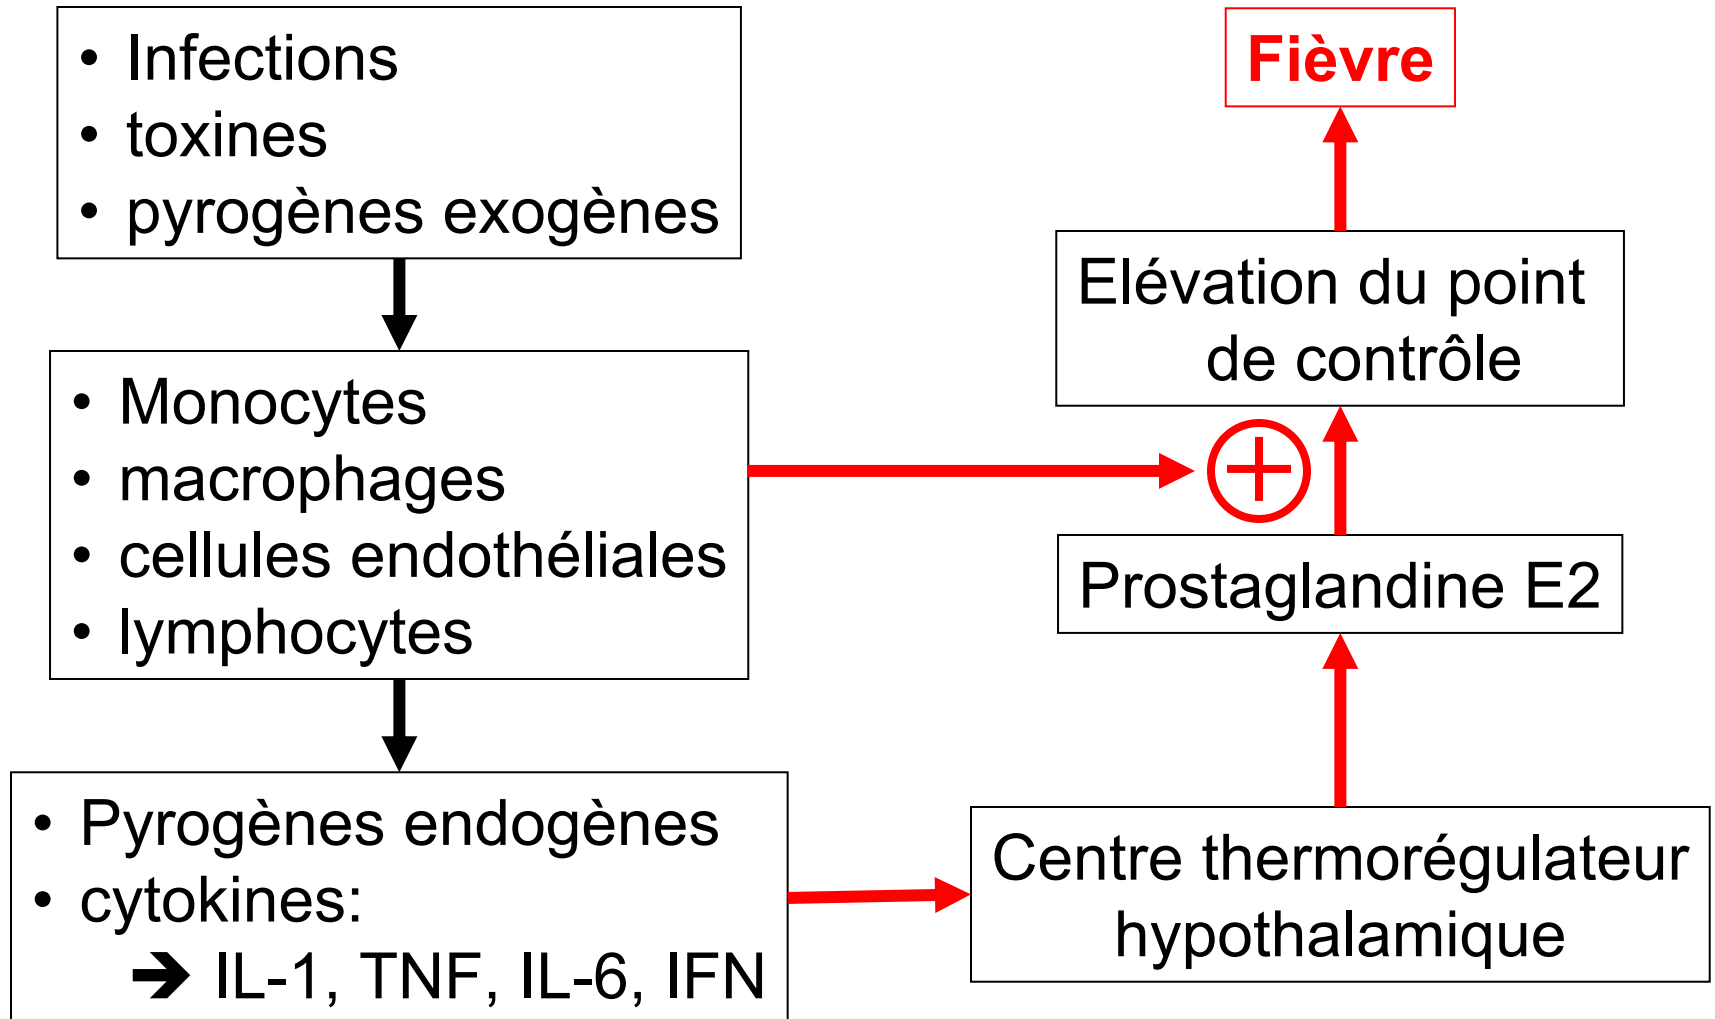 • Infections
• toxines
• pyrogènes exogènes
• Monocytes
• macrophages
• cellules endothéliales
• lymphocytes
• Pyrogènes endogènes
• cytokines:
➔ IL-1, TNF, IL-6, IFN
Centre thermorégulateur
hypothalamique
Prostaglandine E2
Elévation du point
de contrôle
Fièvre